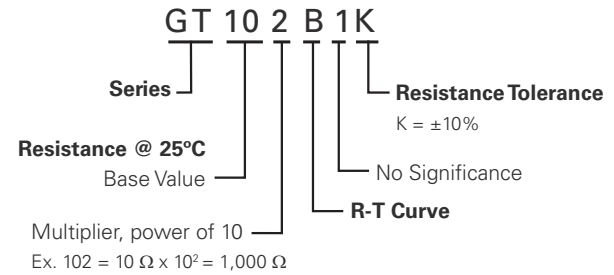 GT 10 2 B 1 K
Series
Resistance Tolerance
K = ±10%
Resistance @ 25ºC
Base Value
No Significance
R-T Curve
Multiplier, power of 10
Ex. 102 = 10 Ω x 10² = 1,000 Ω